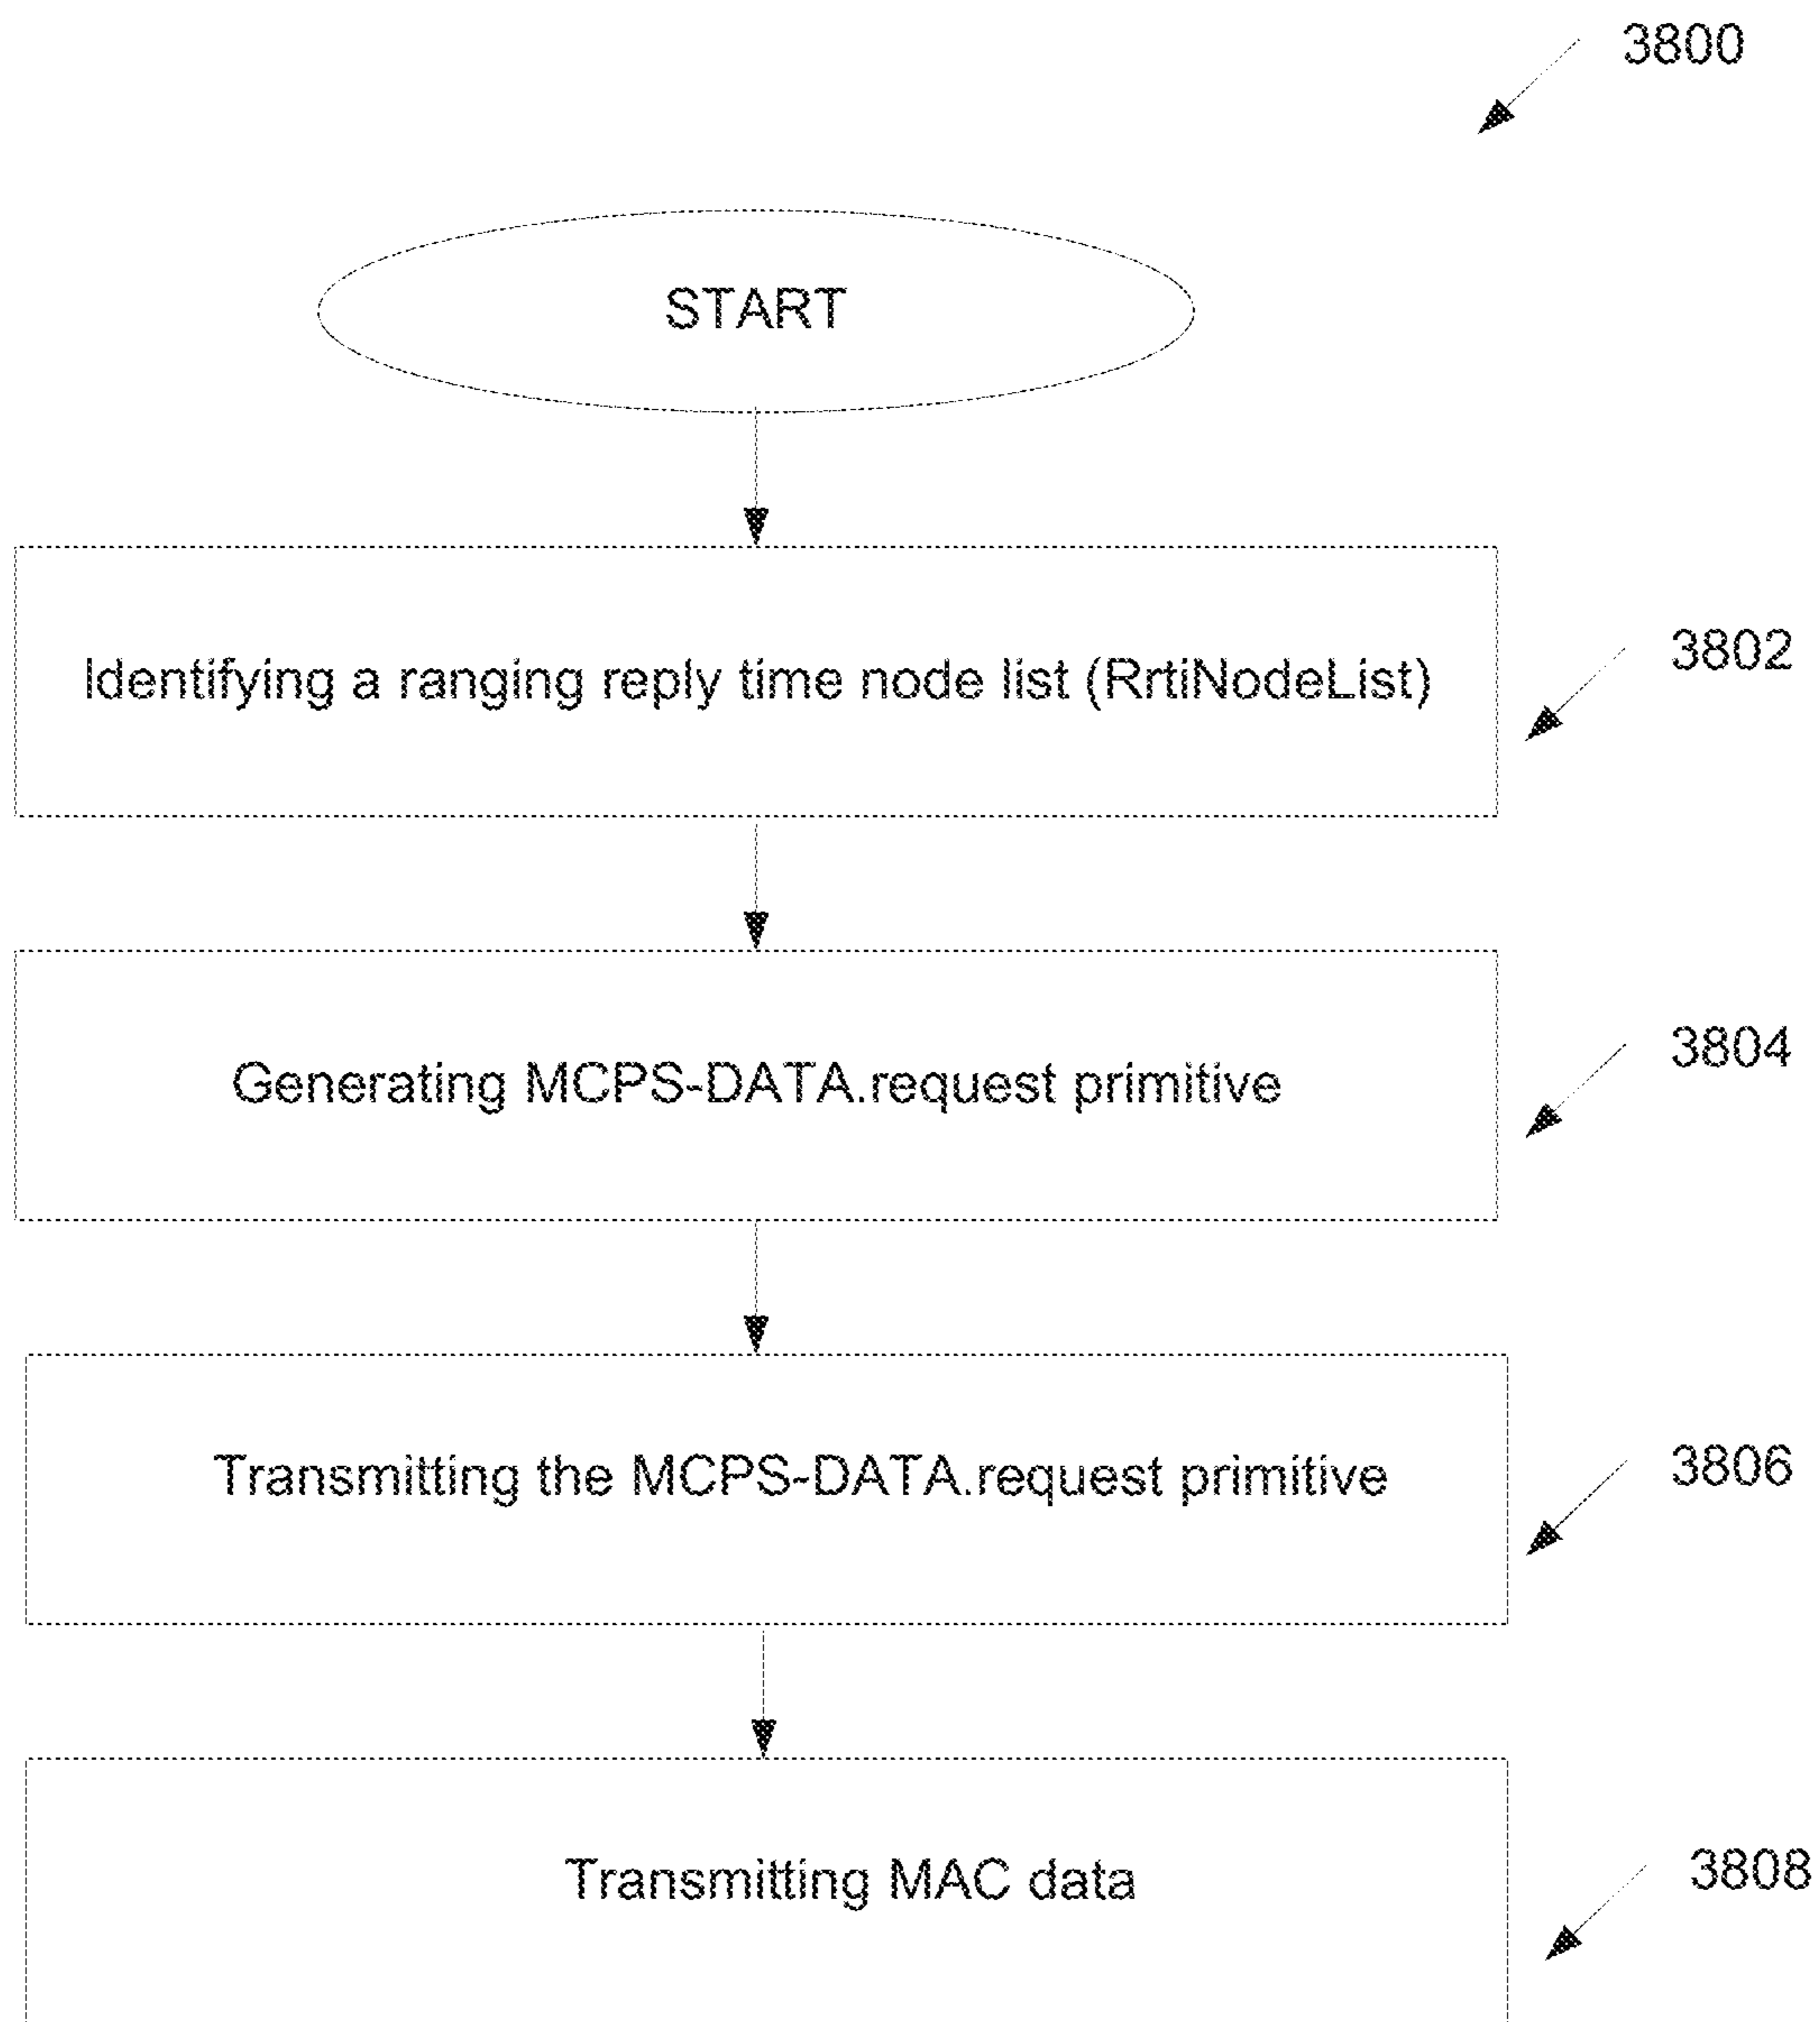 3800
START
Identifying a ranging reply time node list (RrtiNodeList)
3802
Generating MCPS-DATA.request primitive
3804
Transmitting the MCPS-DATA.request primitive
3806
Transmitting MAC data
3808